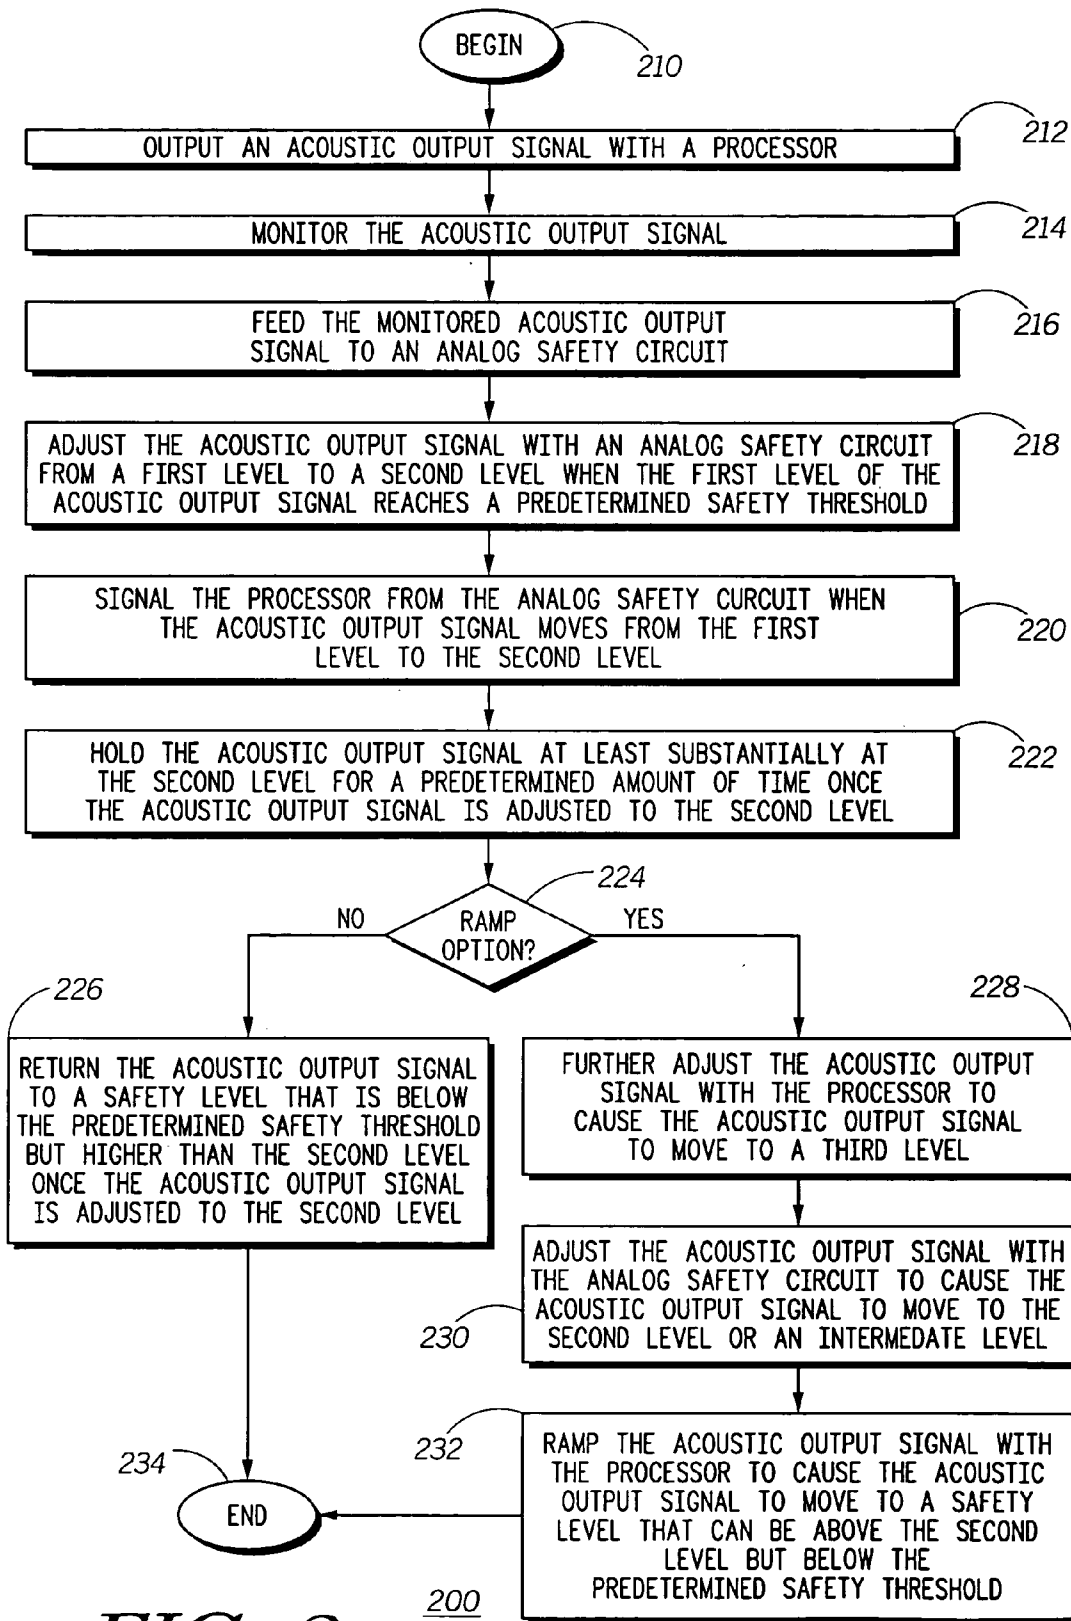 BEGIN
210
OUTPUT AN ACOUSTIC OUTPUT SIGNAL WITH A PROCESSOR
212
MONITOR THE ACOUSTIC OUTPUT SIGNAL
214
FEED THE MONITORED ACOUSTIC OUTPUT
SIGNAL TO AN ANALOG SAFETY CIRCUIT
216
ADJUST THE ACOUSTIC OUTPUT SIGNAL WITH AN ANALOG SAFETY CIRCUIT
FROM A FIRST LEVEL TO A SECOND LEVEL WHEN THE FIRST LEVEL OF THE
ACOUSTIC OUTPUT SIGNAL REACHES A PREDETERMINED SAFETY THRESHOLD
218
SIGNAL THE PROCESSOR FROM THE ANALOG SAFETY CURCUIT WHEN
THE ACOUSTIC OUTPUT SIGNAL MOVES FROM THE FIRST
LEVEL TO THE SECOND LEVEL
220
HOLD THE ACOUSTIC OUTPUT SIGNAL AT LEAST SUBSTANTIALLY AT
THE SECOND LEVEL FOR A PREDETERMINED AMOUNT OF TIME ONCE
THE ACOUSTIC OUTPUT SIGNAL IS ADJUSTED TO THE SECOND LEVEL
222
224
NO
RAMP
OPTION?
YES
226
RETURN THE ACOUSTIC OUTPUT SIGNAL
TO A SAFETY LEVEL THAT IS BELOW
THE PREDETERMINED SAFETY THRESHOLD
BUT HIGHER THAN THE SECOND LEVEL
ONCE THE ACOUSTIC OUTPUT SIGNAL
IS ADJUSTED TO THE SECOND LEVEL
228
FURTHER ADJUST THE ACOUSTIC OUTPUT
SIGNAL WITH THE PROCESSOR TO
CAUSE THE ACOUSTIC OUTPUT SIGNAL
TO MOVE TO A THIRD LEVEL
ADJUST THE ACOUSTIC OUTPUT SIGNAL WITH
THE ANALOG SAFETY CIRCUIT TO CAUSE THE
ACOUSTIC OUTPUT SIGNAL TO MOVE TO THE
SECOND LEVEL OR AN INTERMEDATE LEVEL
230
232
RAMP THE ACOUSTIC OUTPUT SIGNAL WITH
THE PROCESSOR TO CAUSE THE ACOUSTIC
OUTPUT SIGNAL TO MOVE TO A SAFETY
LEVEL THAT CAN BE ABOVE THE SECOND
LEVEL BUT BELOW THE
PREDETERMINED SAFETY THRESHOLD
234
END
200